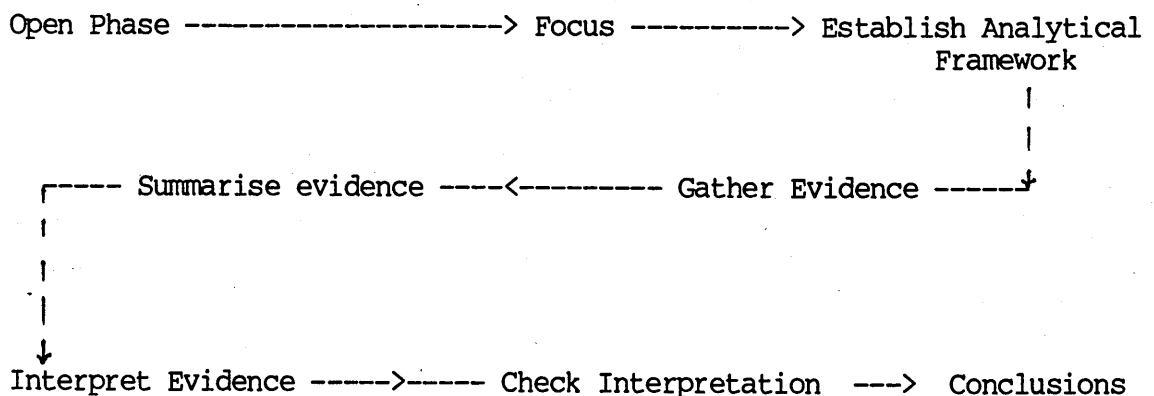 Open Phase --------------------> Focus ----------> Establish Analytical
Framework
Summarise evidence ----<--------- Gather Evidence ------
Interpret Evidence ----->----- Check Interpretation ---> Conclusions